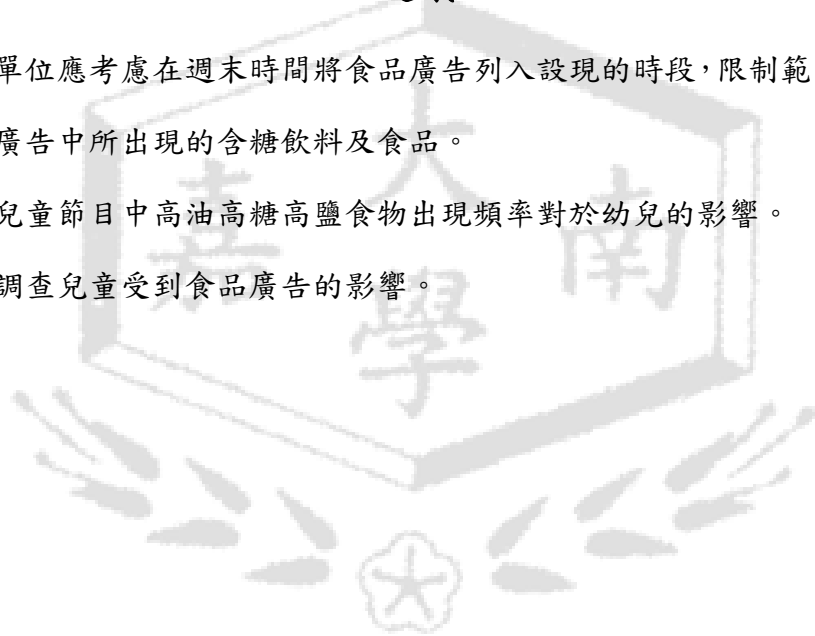 單位應考慮在週末時間將食品廣告列入設現的時段，限制範
廣告中所出現的含糖飲料及食品。
兒童節目中高油高糖高鹽食物出現頻率對於幼兒的影響。
調查兒童受到食品廣告的影響。
大
嘉 南
學